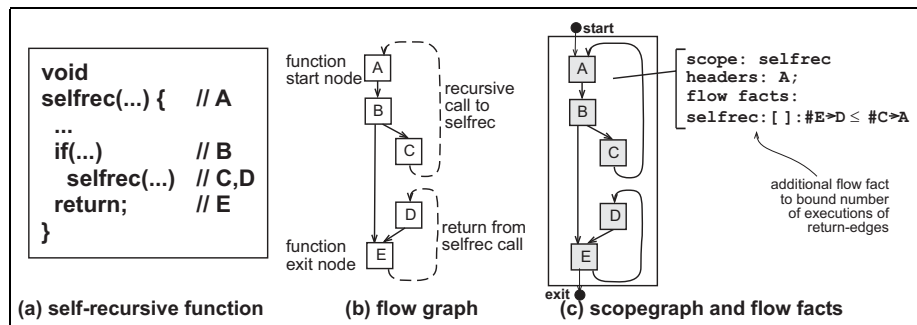 void
selfrec(...) { // A
...
if(...) // B
selfrec(...) // C,D
return; // E
}
(a) self-recursive function
function
start node
A
B
C
D
E
recursive
call to
selfrec
return from
selfrec call
function
exit node
(b) flow graph
start
A
B
C
D
E
exit
scope: selfrec
headers: A;
flow facts:
selfrec:[]:#E➔D ≤ #C➔A
additional flow fact
to bound number
of executions of
return-edges
(c) scopegraph and flow facts